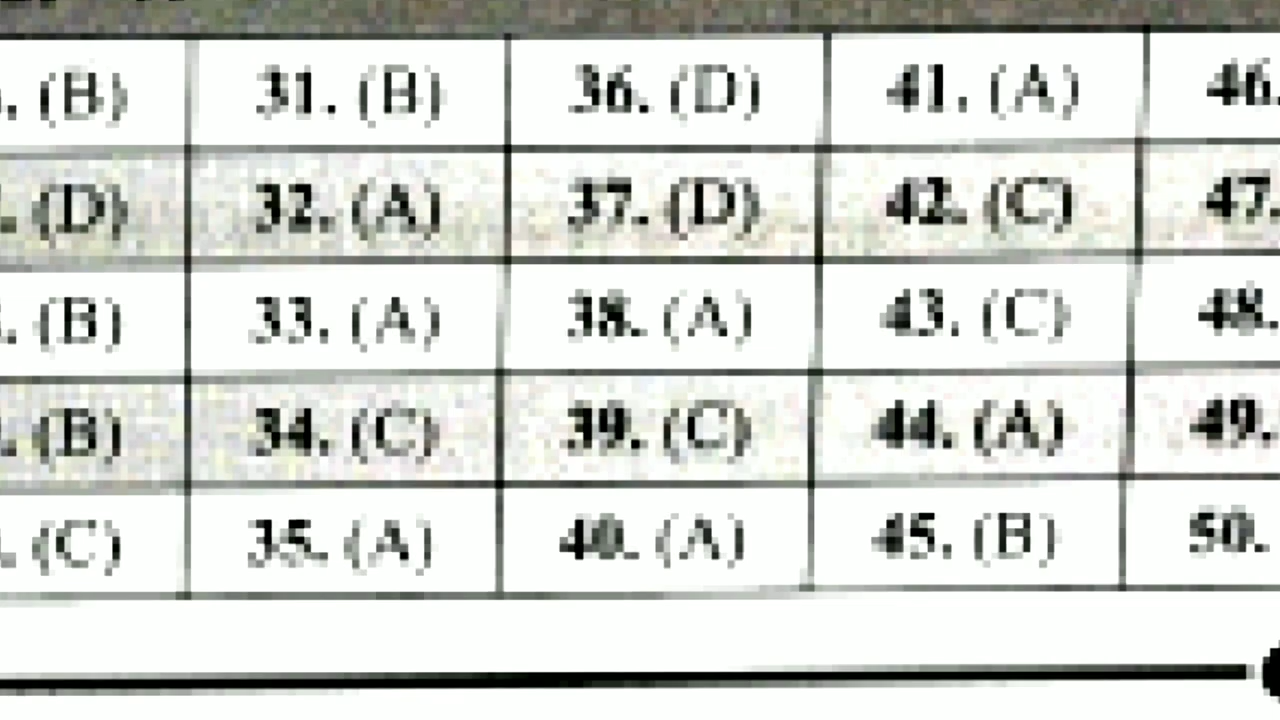 . (B) 31. (B) 36. (D) 41. (A) 46.
. (D) 32. (A) 37. (D) 42. (C) 47.
. (B) 33. (A) 38. (A) 43. (C) 48.
. (B) 34. (C) 39. (C) 44. (A) 49.
. (C) 35. (A) 40. (A) 45. (B) 50.